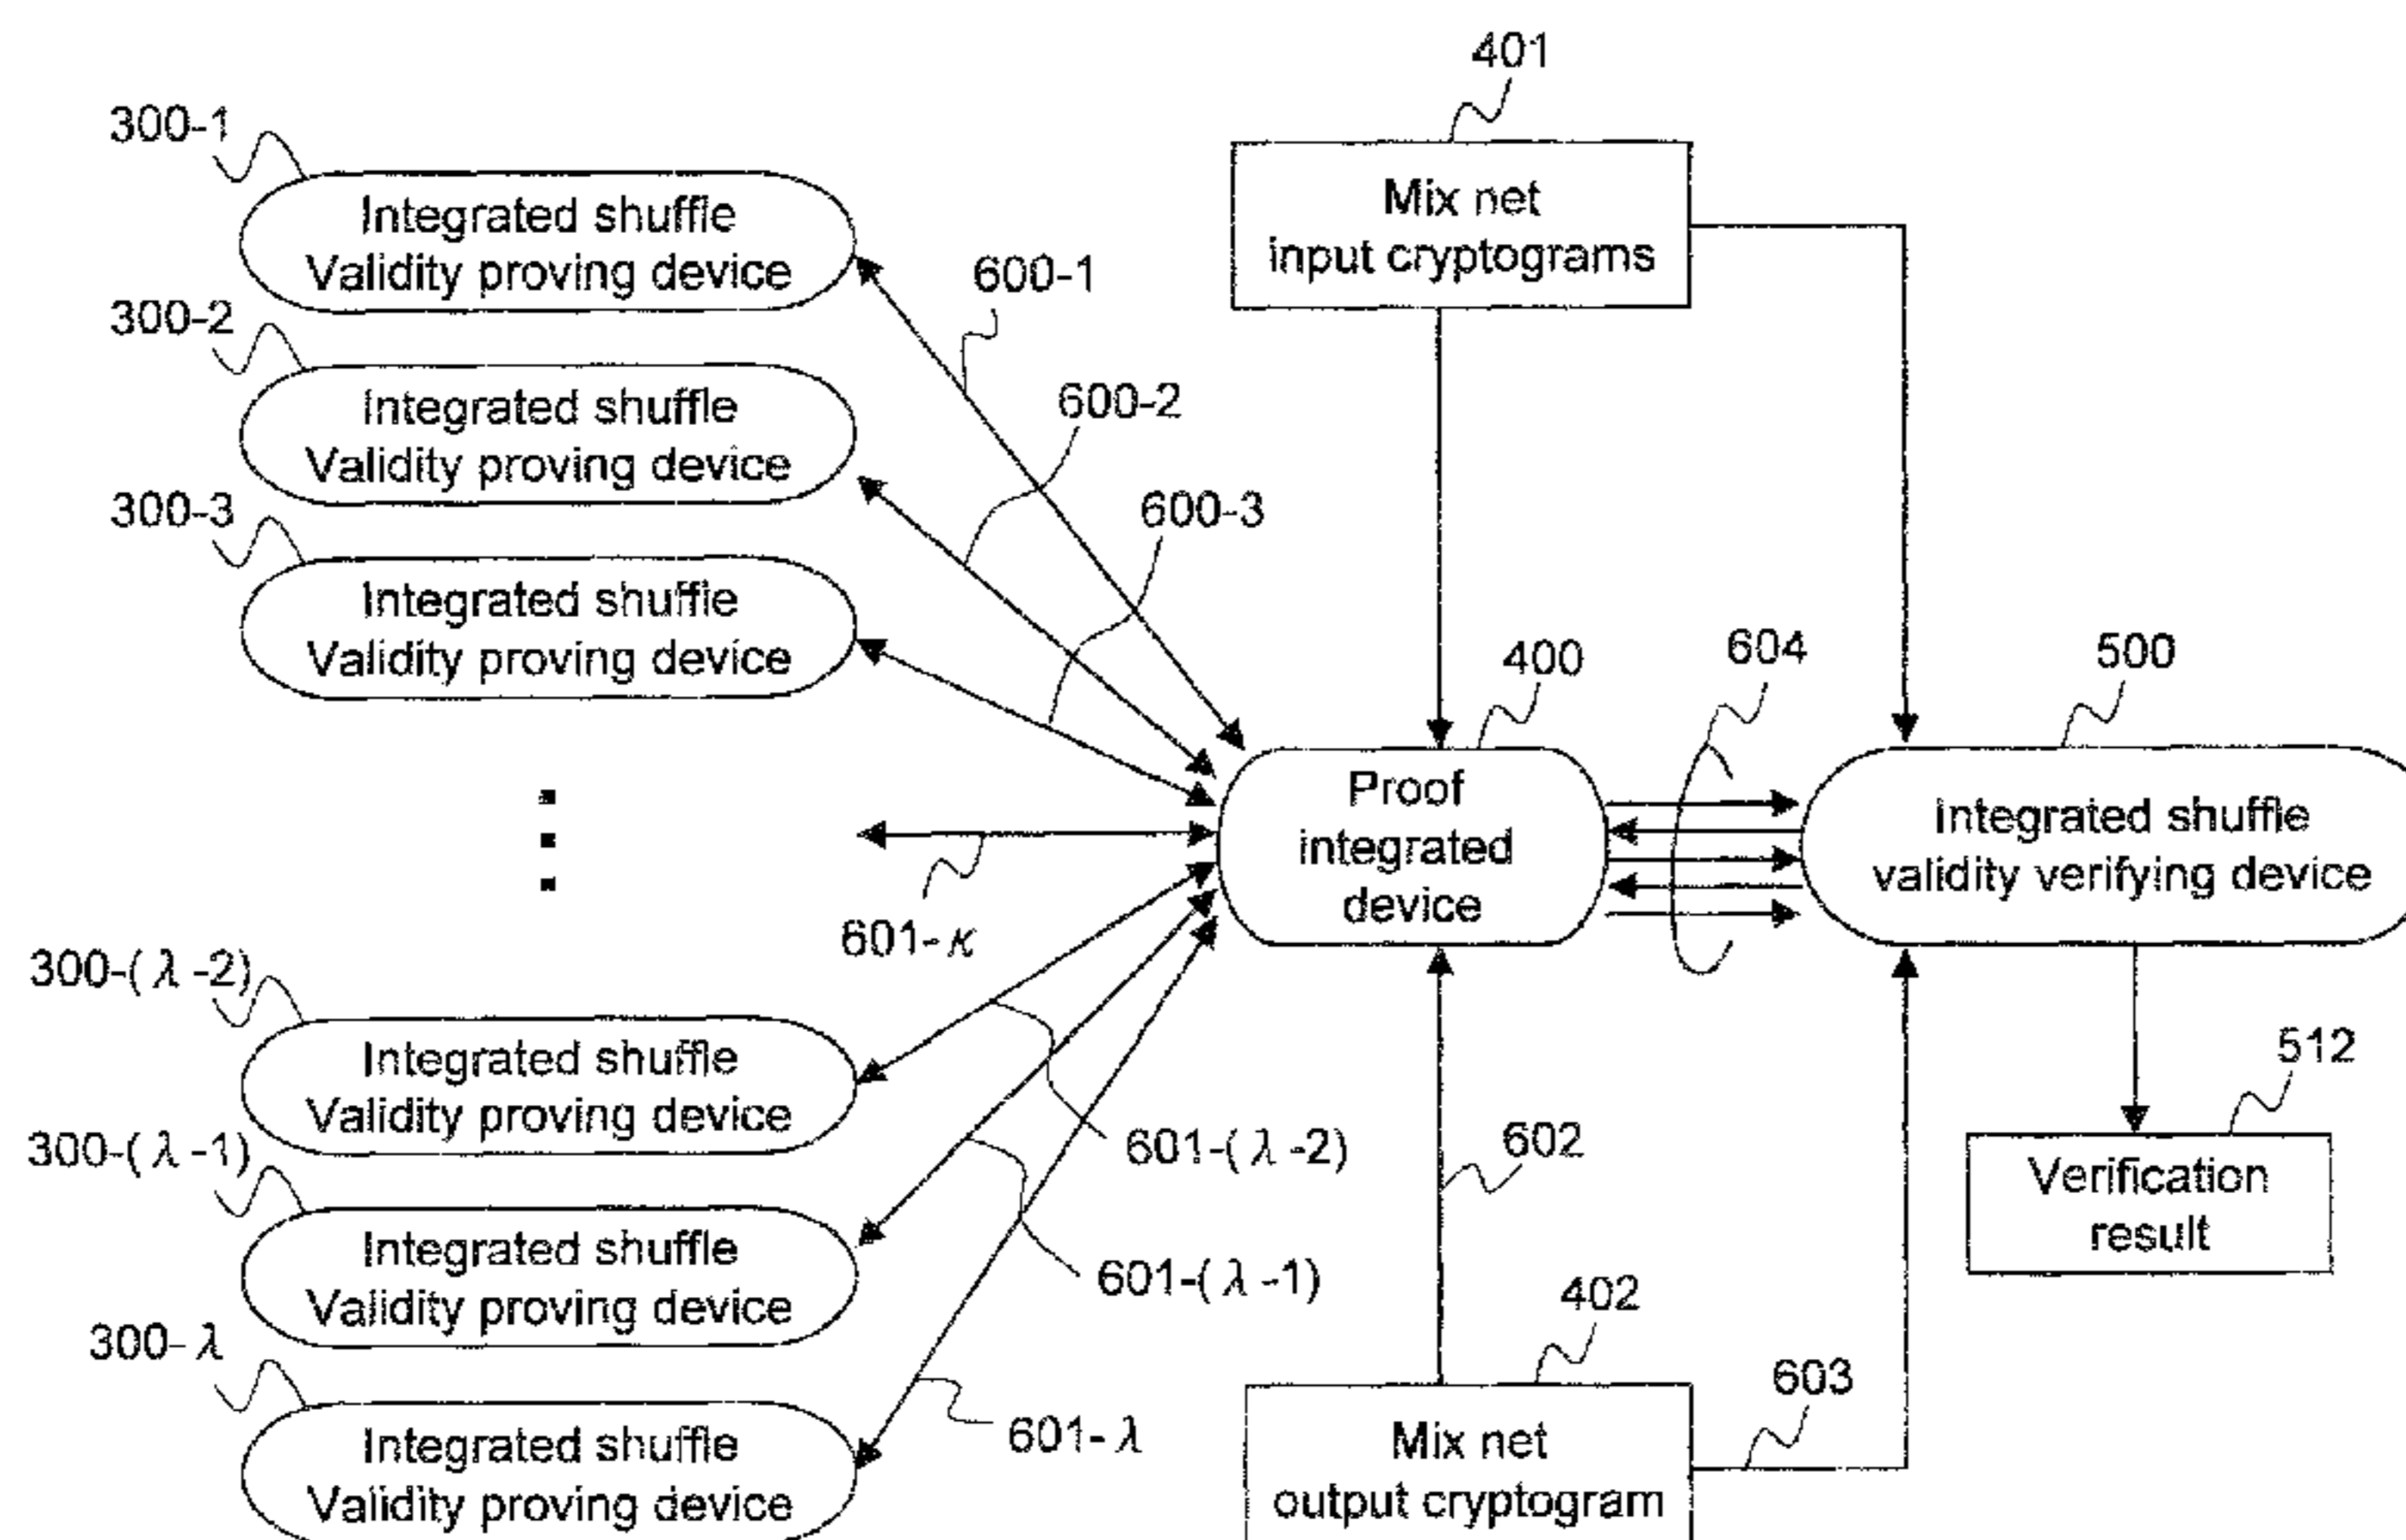 401
300-1
Integrated shuffle
Validity proving device
Mix net
input cryptograms
600-1
300-2
Integrated shuffle
Validity proving device
600-2
300-3
Integrated shuffle
Validity proving device
600-3
400
604
500
Proof
integrated
device
Integrated shuffle
validity verifying device
601-κ
300-(λ-2)
Integrated shuffle
Validity proving device
601-(λ-2)
602
512
Verification
result
300-(λ-1)
Integrated shuffle
Validity proving device
601-(λ-1)
402
603
300-λ
Integrated shuffle
Validity proving device
601-λ
Mix net
output cryptogram